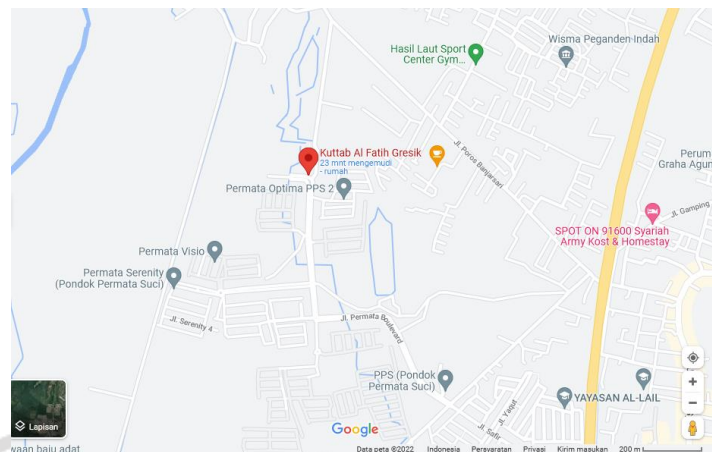 Wisma Peganden Indah
Hasil Laut Sport
Center Gym...
Jl. Poros Banjarsari
Kuttab Al Fatih Gresik
23 mnt mengemudi
- rumah
Perum
Graha Agun
Permata Optima PPS 2
Jl. Gamping
SPOT ON 91600 Syariah
Army Kost & Homestay
Permata Visio
Permata Serenity
(Pondok Permata Suci)
Jl. Serenity 4
Jl. Permata Boulevard
PPS (Pondok
Permata Suci)
YAYASAN AL-LAIL
Jl. Yaqut
Jl. Safir
Lapisan
Google
waan baju adat
Data peta ©2022 Indonesia Persyaratan Privasi Kirim masukan 200 m